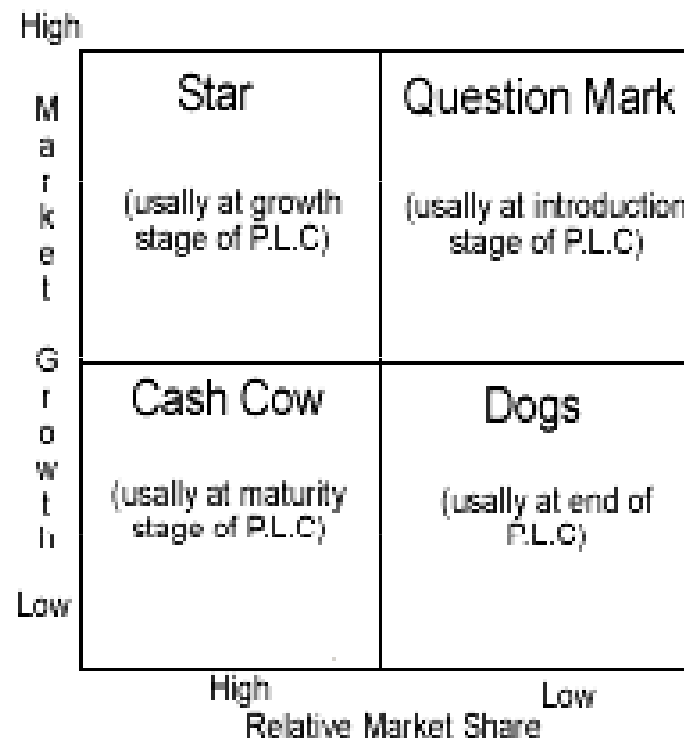 High
Market Growth
Star
(usally at growth
stage of P.L.C)
Question Mark
(usally at introduction
stage of P.L.C)
Cash Cow
(usally at maturity
stage of P.L.C)
Dogs
(usally at end of
P.L.C)
Low
High
Low
Relative Market Share